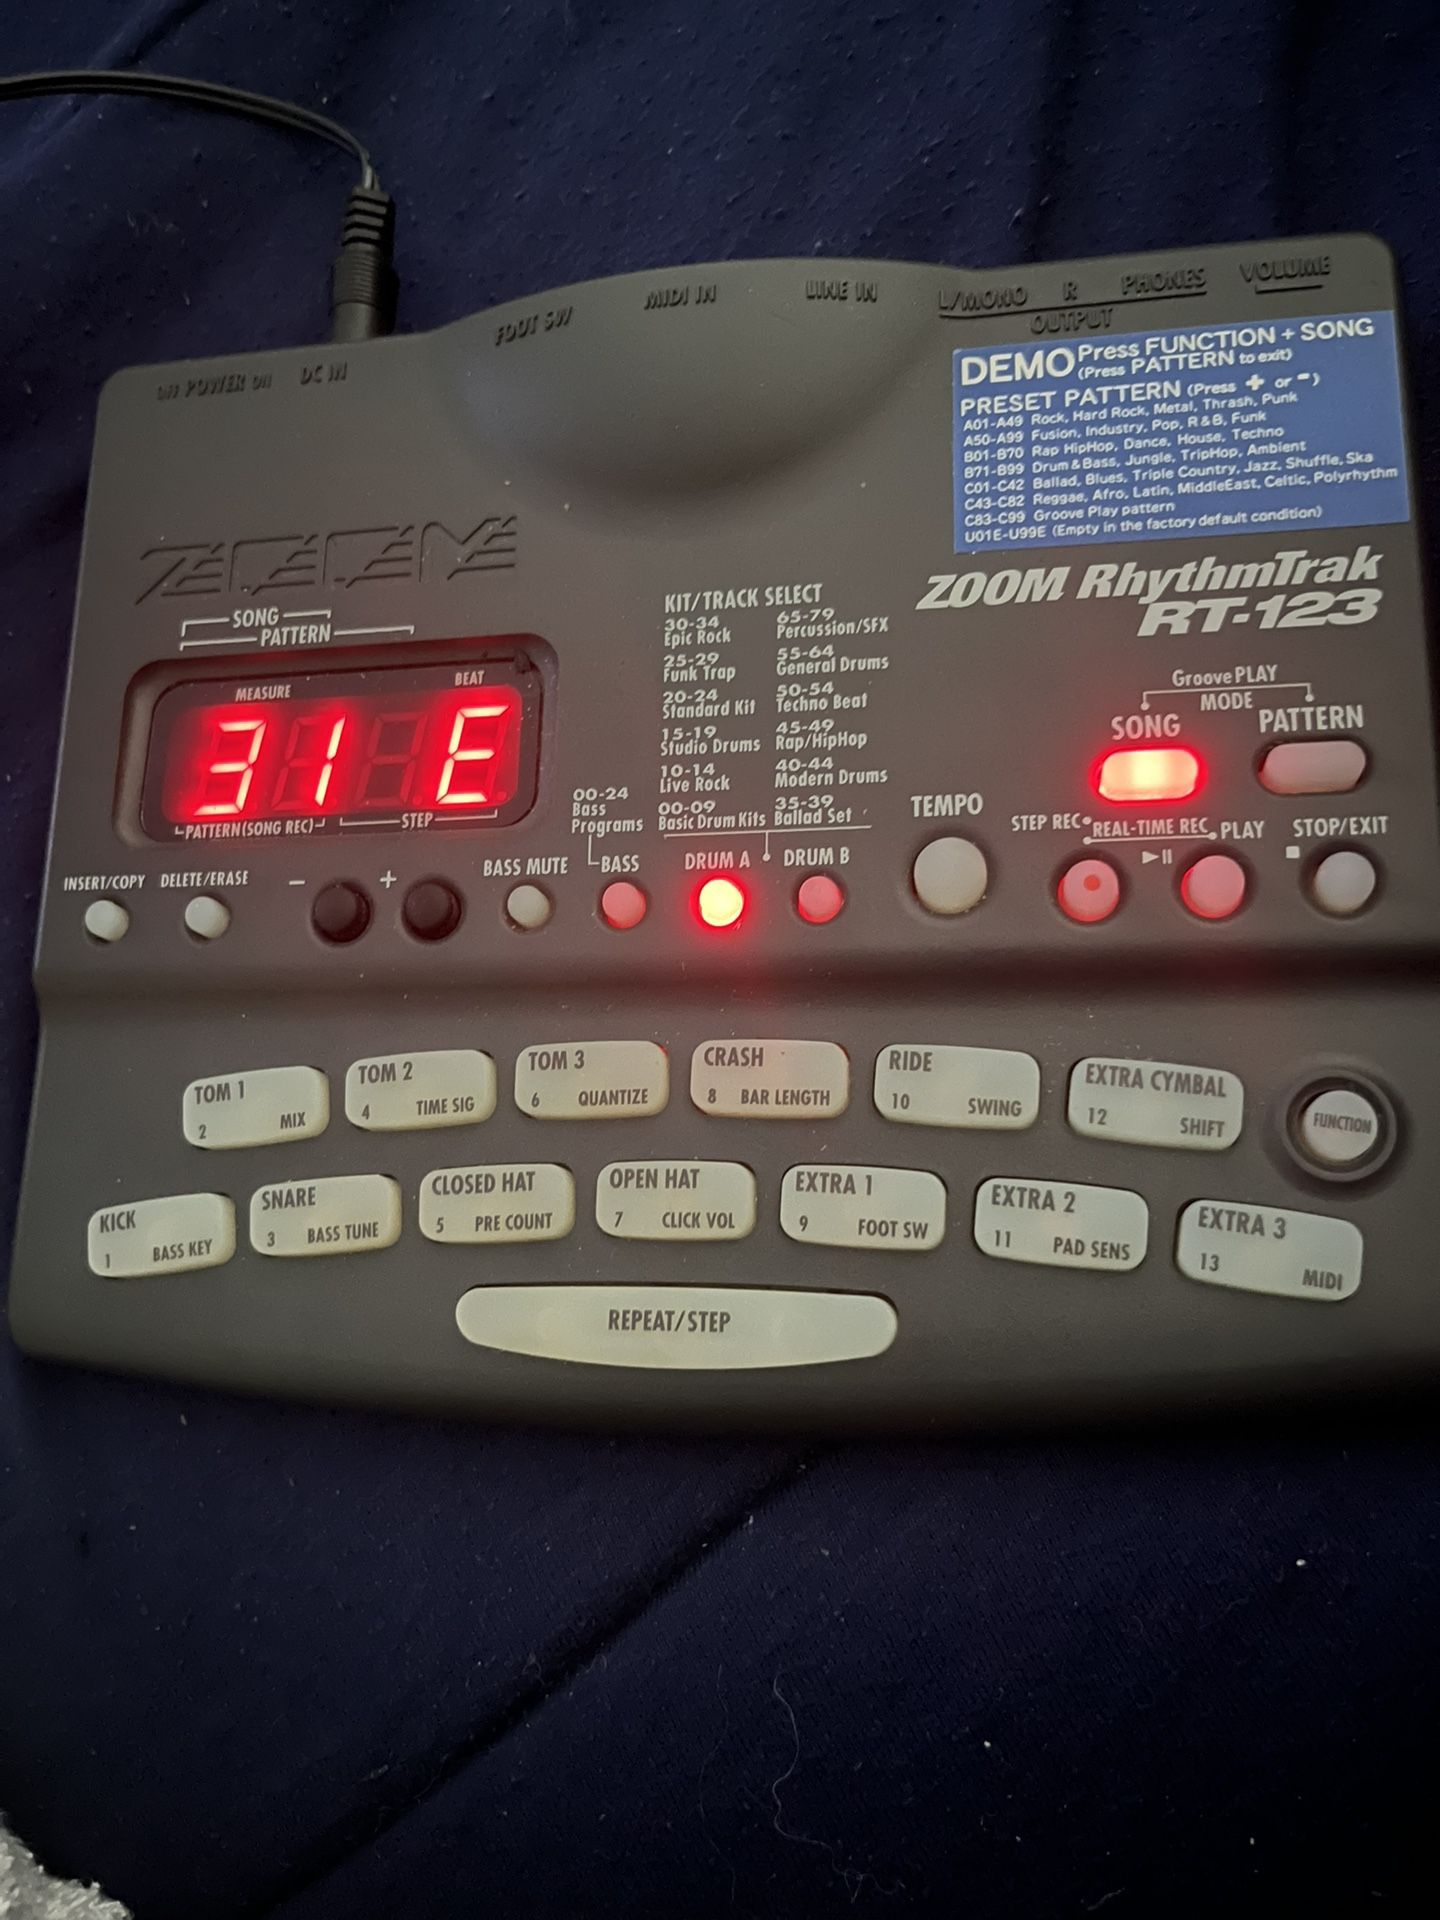 FOOT SW
MIDI IN
LINE IN
L/MONO R PHONES VOLUME
OUTPUT
OFF POWER ON DC IN
DEMO Press FUNCTION + SONG
(Press PATTERN to exit)
PRESET PATTERN (Press + or -)
A01-A49 Rock, Hard Rock, Metal, Thrash, Punk
A50-A99 Fusion, Industry, Pop, R&B, Funk
B01-B70 Rap HipHop, Dance, House, Techno
B71-B99 Drum&Bass, Jungle, TripHop, Ambient
C01-C42 Ballad, Blues, Triple Country, Jazz, Shuffle, Ska
C43-C82 Reggae, Afro, Latin, MiddleEast, Celtic, Polyrhythm
C83-C99 Groove Play pattern
U01E-U99E (Empty in the factory default condition)
ZOOM
ZOOM RhythmTrak
RT-123
SONG
PATTERN
MEASURE
BEAT
31 E
PATTERN(SONG REC)
STEP
KIT/TRACK SELECT
30-34
Epic Rock
65-79
Percussion/SFX
25-29
Funk Trap
55-64
General Drums
20-24
Standard Kit
50-54
Techno Beat
15-19
Studio Drums
45-49
Rap/HipHop
10-14
Live Rock
40-44
Modern Drums
00-09
Basic Drum Kits
35-39
Ballad Set
00-24
Bass
Programs
GroovePLAY
MODE
SONG
PATTERN
TEMPO
STEP REC
REAL-TIME REC
PLAY
STOP/EXIT
INSERT/COPY
DELETE/ERASE
- +
BASS MUTE
BASS
DRUM A
DRUM B
TOM 1
2 MIX
TOM 2
4 TIME SIG
TOM 3
6 QUANTIZE
CRASH
8 BAR LENGTH
RIDE
10 SWING
EXTRA CYMBAL
12 SHIFT
FUNCTION
KICK
1 BASS KEY
SNARE
3 BASS TUNE
CLOSED HAT
5 PRE COUNT
OPEN HAT
7 CLICK VOL
EXTRA 1
9 FOOT SW
EXTRA 2
11 PAD SENS
EXTRA 3
13 MIDI
REPEAT/STEP